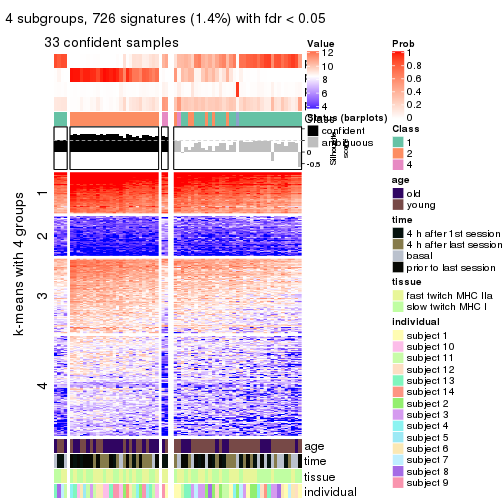 4 subgroups, 726 signatures (1.4%) with fdr < 0.05
33 confident samples
k-means with 4 groups
1
2
3
4
Class
0
-0.5
Silhouette
score
age
time
tissue
individual
Value
12
10
8
6
4
Status (barplots)
confident
ambiguous
Prob
1
0.8
0.6
0.4
0.2
0
Class
1
2
4
age
old
young
time
4 h after 1st session
4 h after last session
basal
prior to last session
tissue
fast twitch MHC IIa
slow twitch MHC I
individual
subject 1
subject 10
subject 11
subject 12
subject 13
subject 14
subject 2
subject 3
subject 4
subject 5
subject 6
subject 7
subject 8
subject 9